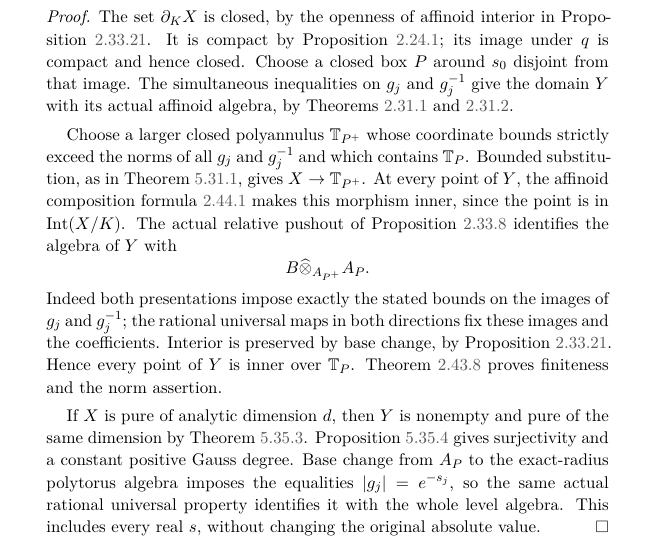 Proof. The set ∂_K X is closed, by the openness of affinoid interior in Propo-
sition 2.33.21. It is compact by Proposition 2.24.1; its image under q is
compact and hence closed. Choose a closed box P around s_0 disjoint from
that image. The simultaneous inequalities on g_j and g_j^{-1} give the domain Y
with its actual affinoid algebra, by Theorems 2.31.1 and 2.31.2.
Choose a larger closed polyannulus 𝕋_{P+} whose coordinate bounds strictly
exceed the norms of all g_j and g_j^{-1} and which contains 𝕋_P. Bounded substitu-
tion, as in Theorem 5.31.1, gives X → 𝕋_{P+}. At every point of Y, the affinoid
composition formula 2.44.1 makes this morphism inner, since the point is in
Int(X/K). The actual relative pushout of Proposition 2.33.8 identifies the
algebra of Y with
B⊗̂_{A_{P+}} A_P.
Indeed both presentations impose exactly the stated bounds on the images of
g_j and g_j^{-1}; the rational universal maps in both directions fix these images and
the coefficients. Interior is preserved by base change, by Proposition 2.33.21.
Hence every point of Y is inner over 𝕋_P. Theorem 2.43.8 proves finiteness
and the norm assertion.
If X is pure of analytic dimension d, then Y is nonempty and pure of the
same dimension by Theorem 5.35.3. Proposition 5.35.4 gives surjectivity and
a constant positive Gauss degree. Base change from A_P to the exact-radius
polytorus algebra imposes the equalities |g_j| = e^{-s_j}, so the same actual
rational universal property identifies it with the whole level algebra. This
includes every real s, without changing the original absolute value. □